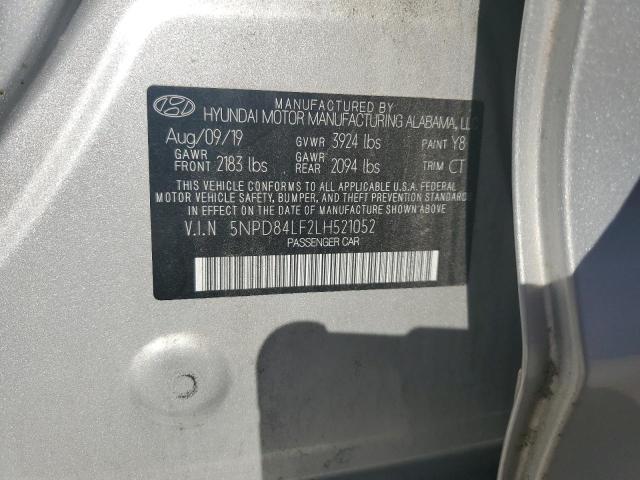 MANUFACTURED BY
HYUNDAI MOTOR MANUFACTURING ALABAMA, LLC
Aug/09/19 GVWR 3924 lbs PAINT Y8
GAWR FRONT 2183 lbs GAWR REAR 2094 lbs TRIM CT
THIS VEHICLE CONFORMS TO ALL APPLICABLE U.S.A. FEDERAL
MOTOR VEHICLE SAFETY, BUMPER, AND THEFT PREVENTION STANDARDS
IN EFFECT ON THE DATE OF MANUFACTURE SHOWN ABOVE.
V.I.N 5NPD84LF2LH521052
PASSENGER CAR